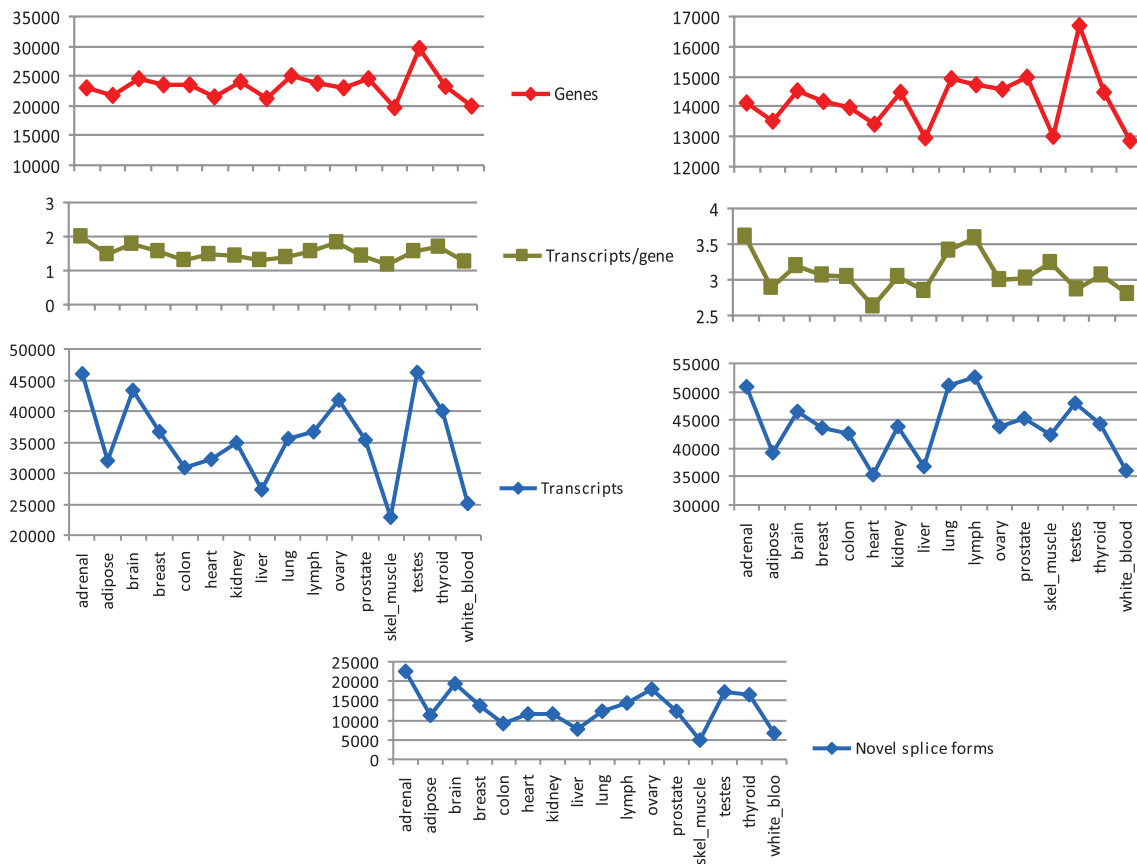 35000
30000
25000
20000
15000
10000
Genes
17000
16000
15000
14000
13000
12000
3
2
1
0
Transcripts/gene
4
3.5
3
2.5
50000
45000
40000
35000
30000
25000
20000
Transcripts
55000
50000
45000
40000
35000
30000
adrenal
adipose
brain
breast
colon
heart
kidney
liver
lung
lymph
ovary
prostate
skel_muscle
testes
thyroid
white_blood
adrenal
adipose
brain
breast
colon
heart
kidney
liver
lung
lymph
ovary
prostate
skel_muscle
testes
thyroid
white_blood
25000
20000
15000
10000
5000
0
Novel splice forms
adrenal
adipose
brain
breast
colon
heart
kidney
liver
lung
lymph
ovary
prostate
skel_muscle
testes
thyroid
white_bloo